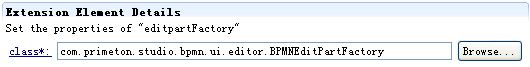 Extension Element Details
Set the properties of "editpartFactory"
class*: com.primeton.studio.bpmn.ui.editor.BPMNEditPartFactory Browse...